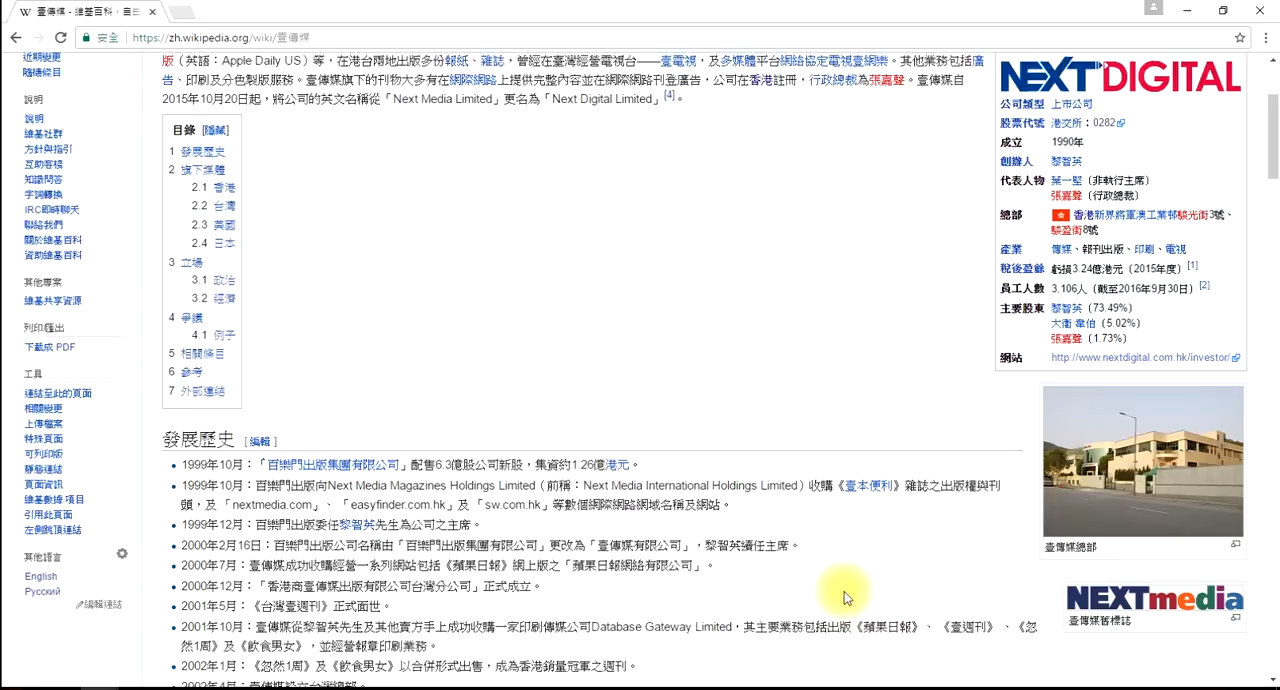 壹傳媒 - 維基百科，自由
安全 | https://zh.wikipedia.org/wiki/壹傳媒
近期變更
隨機條目
說明
說明
維基社群
方針與指引
互助客棧
知識問答
字詞轉換
IRC即時聊天
聯絡我們
關於維基百科
資助維基百科
其他專案
維基共享資源
列印/匯出
下載成 PDF
工具
連結至此的頁面
相關變更
上傳檔案
特殊頁面
可列印版
靜態連結
頁面資訊
維基數據 項目
引用此頁面
左側跳頂連結
其他語言
English
Русский
編輯連結
版（英語：Apple Daily US）等，在港台兩地出版多份報紙、雜誌，曾經在臺灣經營電視台——壹電視，及多媒體平台網絡協定電視壹網樂。其他業務包括廣
告、印刷及分色製版服務。壹傳媒旗下的刊物大多有在網際網路上提供完整內容並在網際網路刊登廣告，公司在香港註冊，行政總裁為張嘉聲。壹傳媒自
2015年10月20日起，將公司的英文名稱從「Next Media Limited」更名為「Next Digital Limited」[4]。
目錄 [隱藏]
1 發展歷史
2 旗下媒體
2.1 香港
2.2 台灣
2.3 美國
2.4 日本
3 立場
3.1 政治
3.2 經濟
4 爭議
4.1 例子
5 相關條目
6 參考
7 外部連結
發展歷史 [編輯]
• 1999年10月：「百樂門出版集團有限公司」配售6.3億股公司新股，集資約1.26億港元。
• 1999年10月：百樂門出版向Next Media Magazines Holdings Limited（前稱：Next Media International Holdings Limited）收購《壹本便利》雜誌之出版權與刊
頭，及「nextmedia.com」、「easyfinder.com.hk」及「sw.com.hk」等數個網際網路網域名稱及網站。
• 1999年12月：百樂門出版委任黎智英先生為公司之主席。
• 2000年2月16日：百樂門出版公司名稱由「百樂門出版集團有限公司」更改為「壹傳媒有限公司」，黎智英續任主席。
• 2000年7月：壹傳媒成功收購經營一系列網站包括《蘋果日報》網上版之「蘋果日報網絡有限公司」。
• 2000年12月：「香港商壹傳媒出版有限公司台灣分公司」正式成立。
• 2001年5月：《台灣壹週刊》正式面世。
• 2001年10月：壹傳媒從黎智英先生及其他賣方手上成功收購一家印刷傳媒公司Database Gateway Limited，其主要業務包括出版《蘋果日報》、《壹週刊》、《忽
然1周》及《飲食男女》，並經營報章印刷業務。
• 2002年1月：《忽然1周》及《飲食男女》以合併形式出售，成為香港銷量冠軍之週刊。
• 2002年4月：壹傳媒設立台灣總部。
NEXT DIGITAL
公司類型 上市公司
股票代號 港交所：0282
成立 1990年
創辦人 黎智英
代表人物 葉一堅（非執行主席）
張嘉聲（行政總裁）
總部 香港新界將軍澳工業邨駿光街3號、
駿盈街8號
產業 傳媒、報刊出版、印刷、電視
稅後盈餘 虧損3.24億港元（2015年度）[1]
員工人數 3,106人（截至2016年9月30日）[2]
主要股東 黎智英（73.49%）
大衛·韋伯（5.02%）
張嘉聲（1.73%）
網站 http://www.nextdigital.com.hk/investor/
壹傳媒總部
NEXTmedia
壹傳媒舊標誌